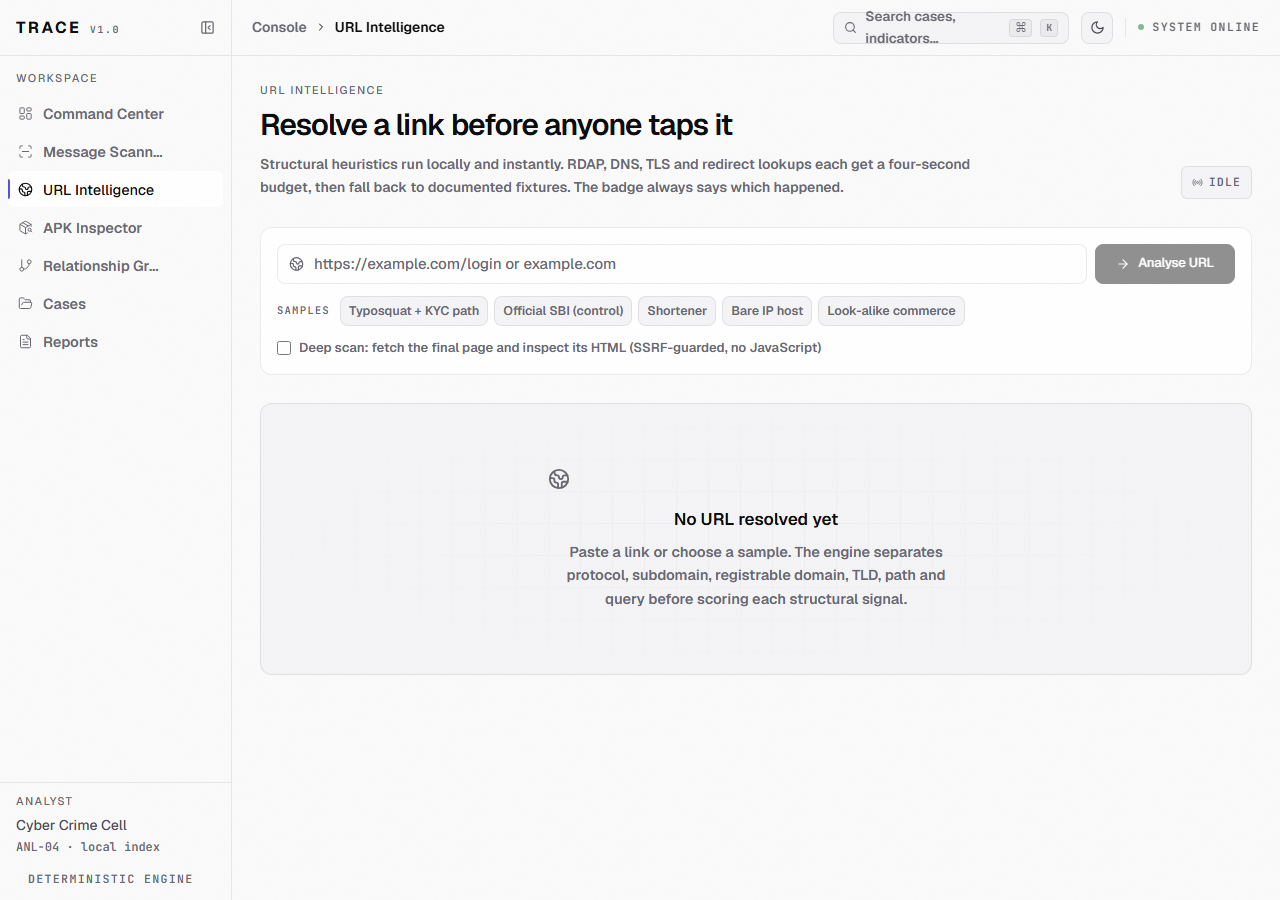 TRACE V1.0
Console > URL Intelligence
Search cases, indicators…
⌘ K
SYSTEM ONLINE
WORKSPACE
Command Center
Message Scann…
URL Intelligence
APK Inspector
Relationship Gr…
Cases
Reports
URL INTELLIGENCE
Resolve a link before anyone taps it
Structural heuristics run locally and instantly. RDAP, DNS, TLS and redirect lookups each get a four-second
budget, then fall back to documented fixtures. The badge always says which happened.
IDLE
https://example.com/login or example.com
Analyse URL
SAMPLES
Typosquat + KYC path
Official SBI (control)
Shortener
Bare IP host
Look-alike commerce
Deep scan: fetch the final page and inspect its HTML (SSRF-guarded, no JavaScript)
No URL resolved yet
Paste a link or choose a sample. The engine separates
protocol, subdomain, registrable domain, TLD, path and
query before scoring each structural signal.
ANALYST
Cyber Crime Cell
ANL-04 · local index
DETERMINISTIC ENGINE